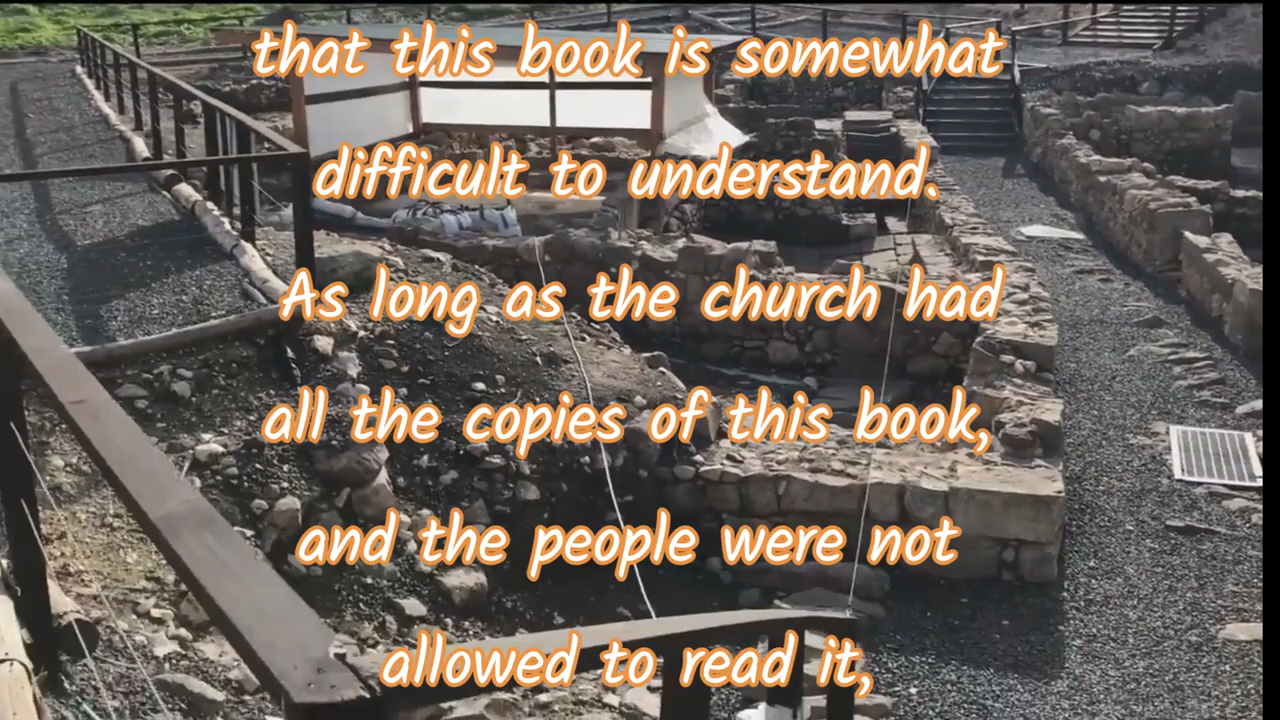 that this book is somewhat
difficult to understand.
As long as the church had
all the copies of this book,
and the people were not
allowed to read it,